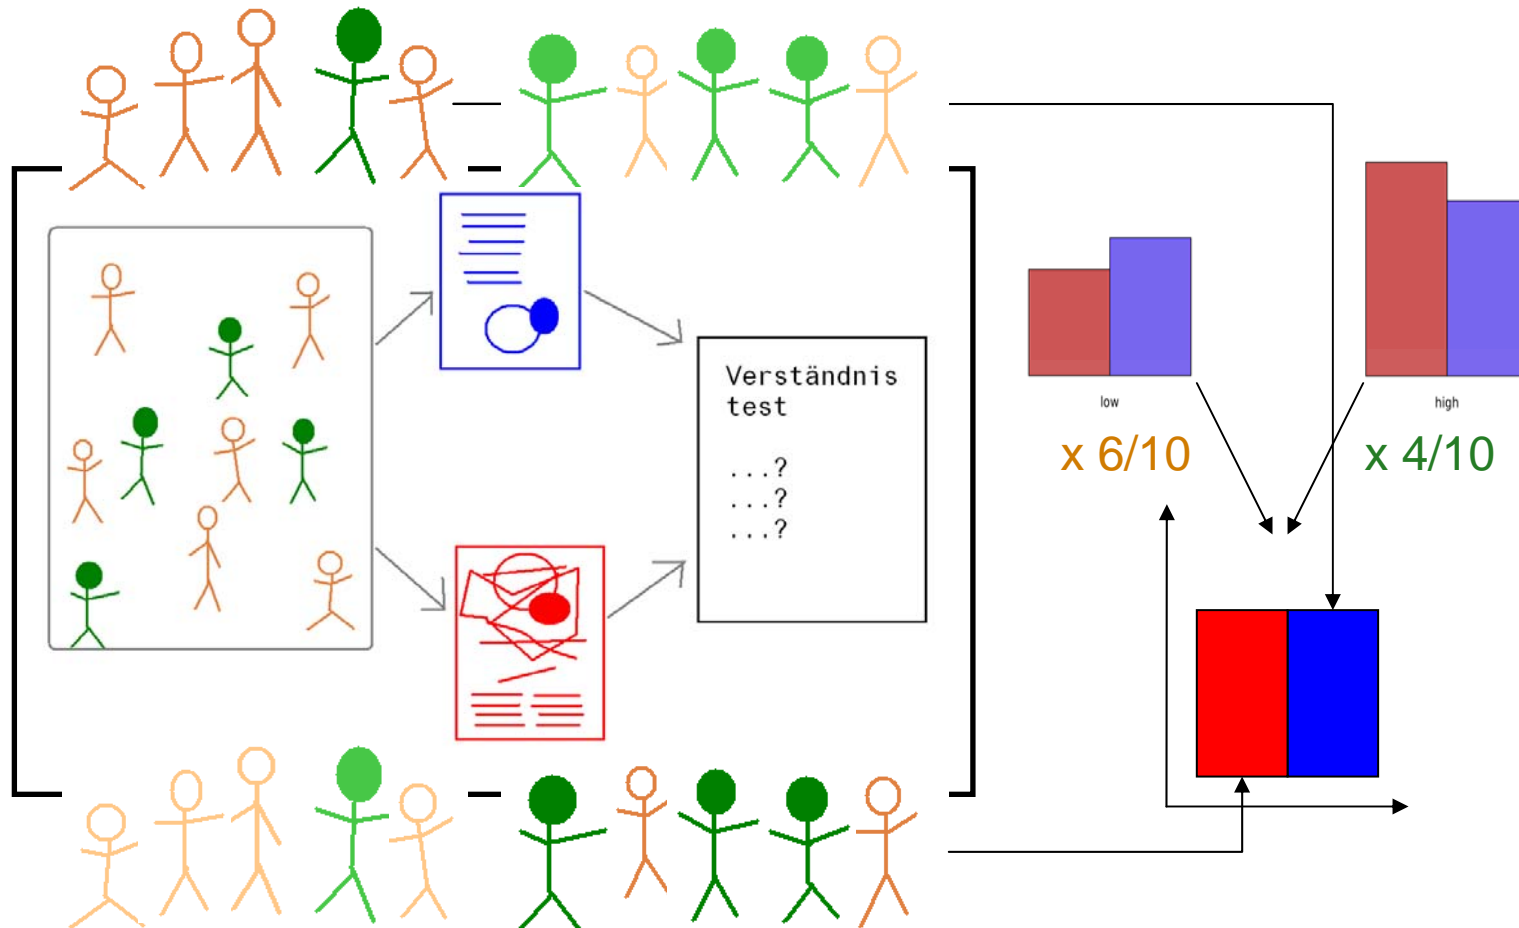 Verständnis
test
...?
...?
...?
low
high
x 6/10
x 4/10